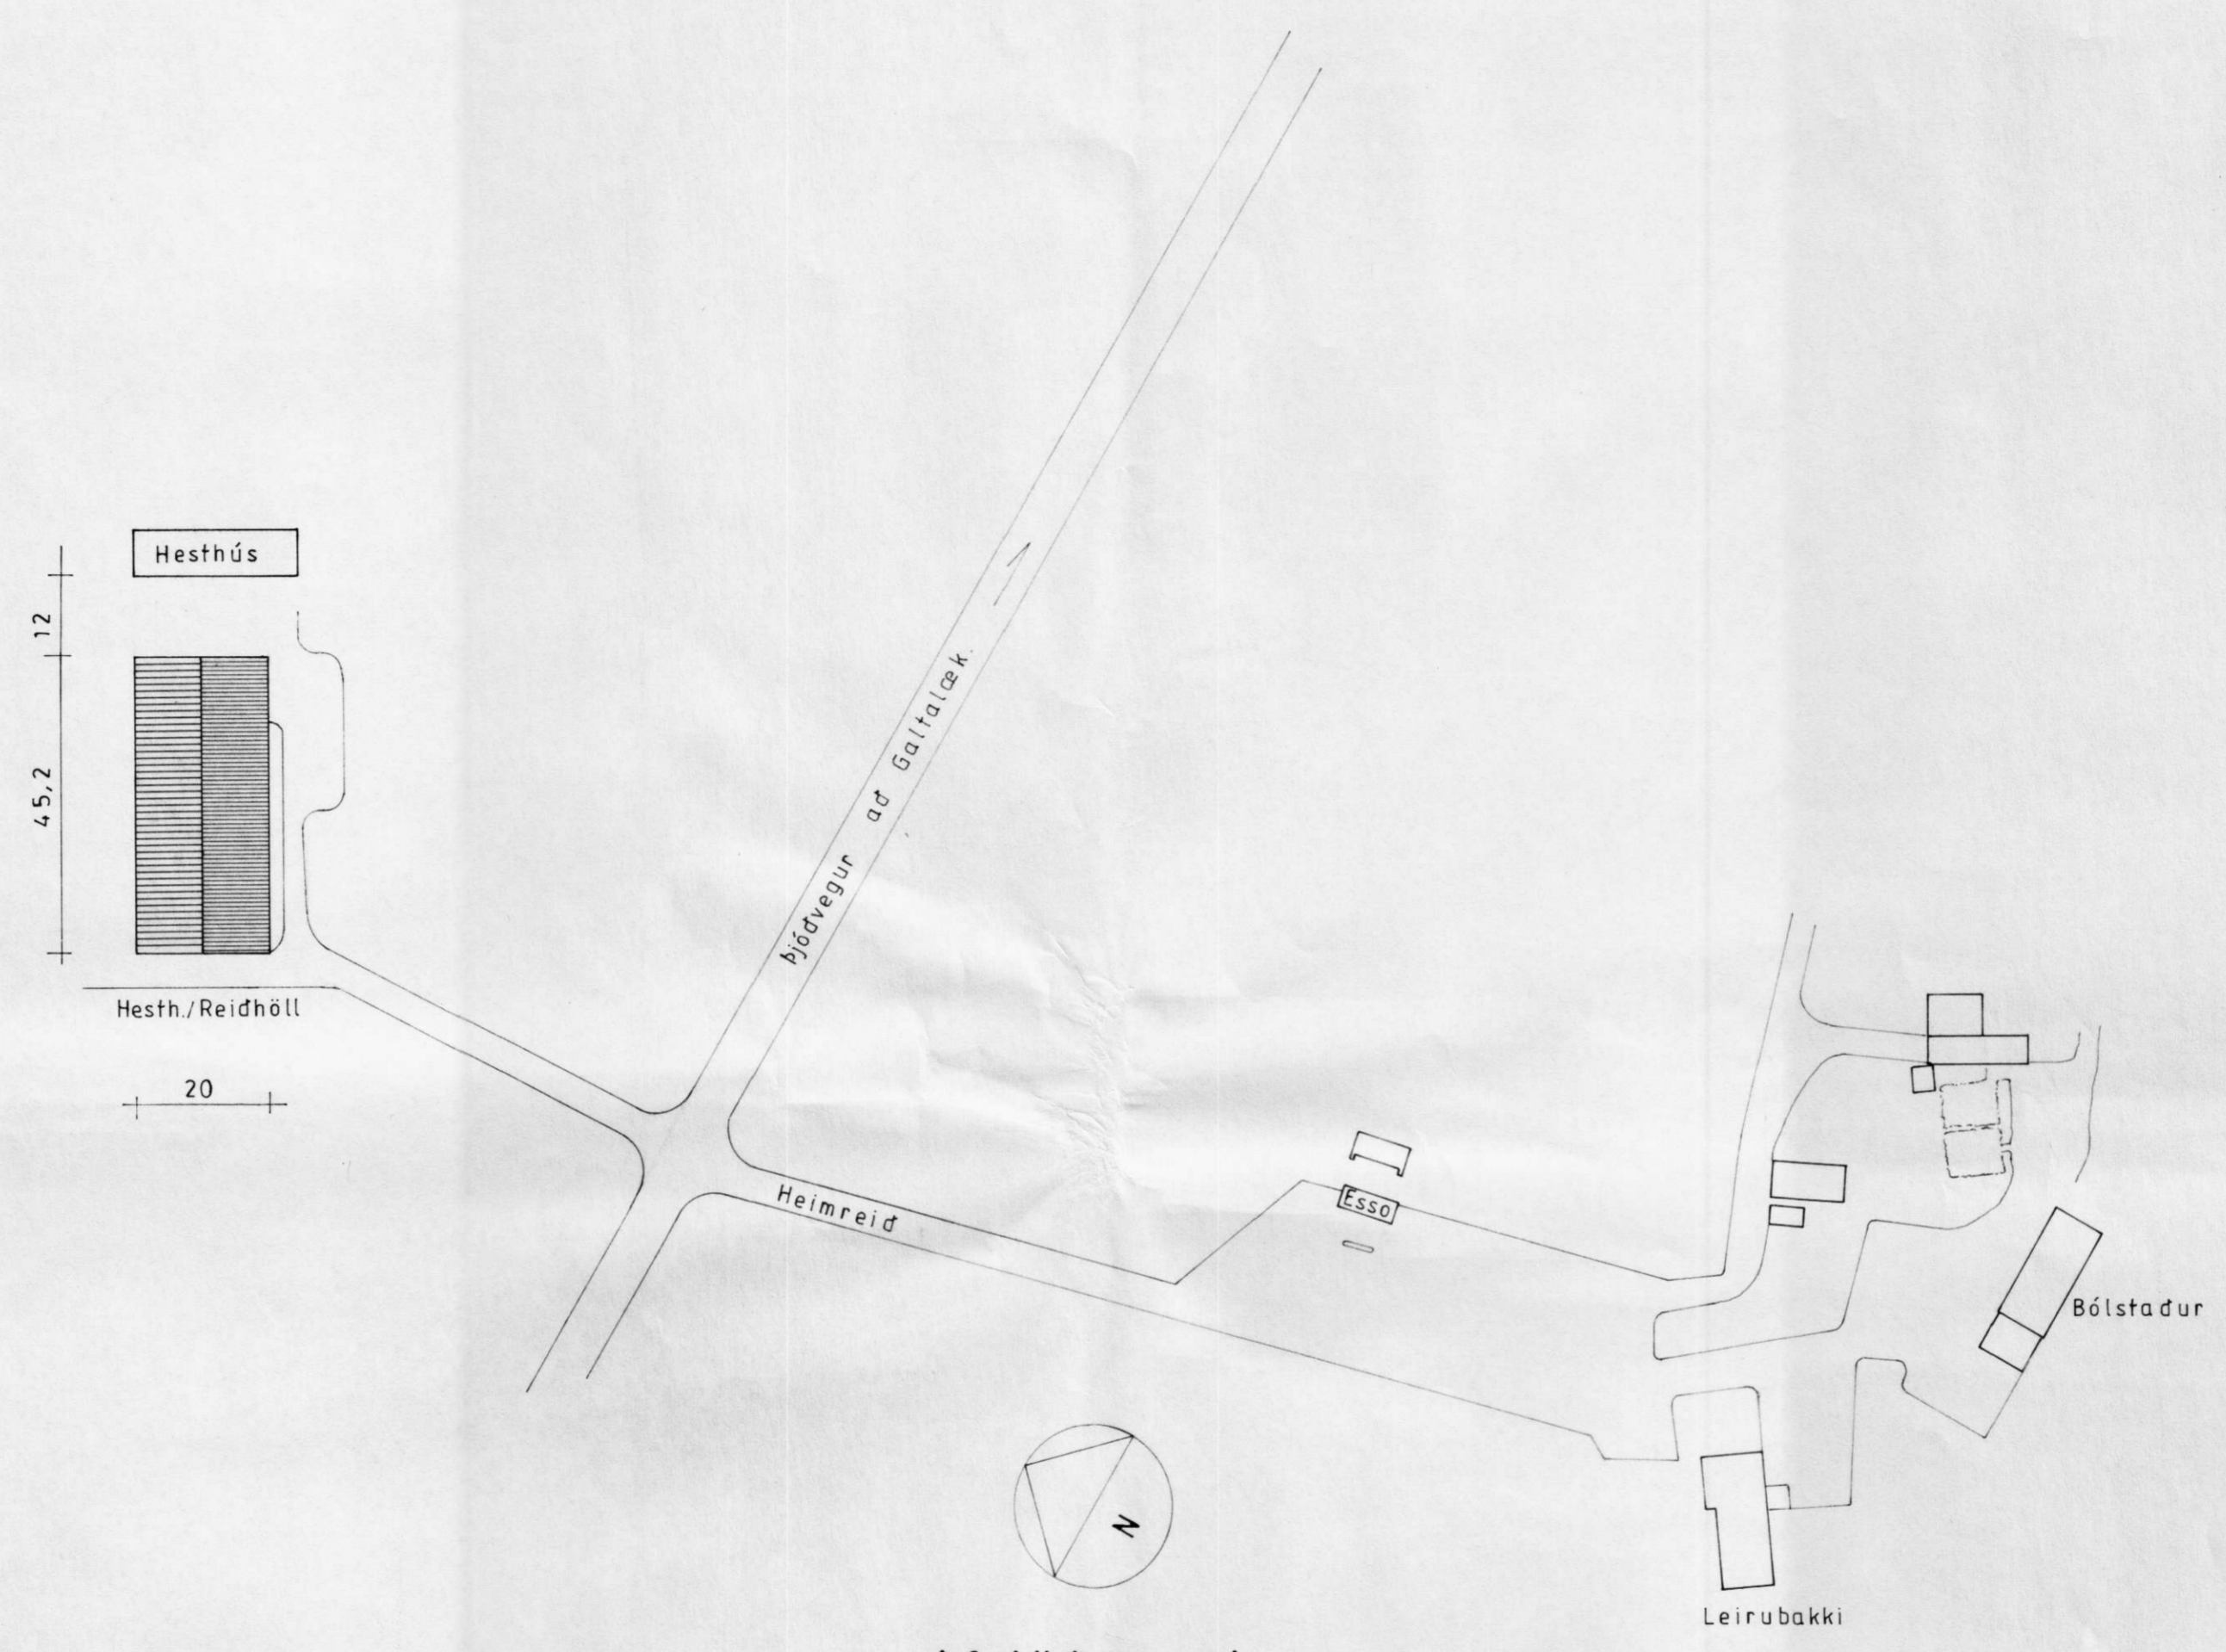 Hesthús
12
45,2
Hesth./Reiðhöll
20
Þjóðvegur að Galtalæk.
Heimreið
Esso
Bólstaður
N
Leirubakki